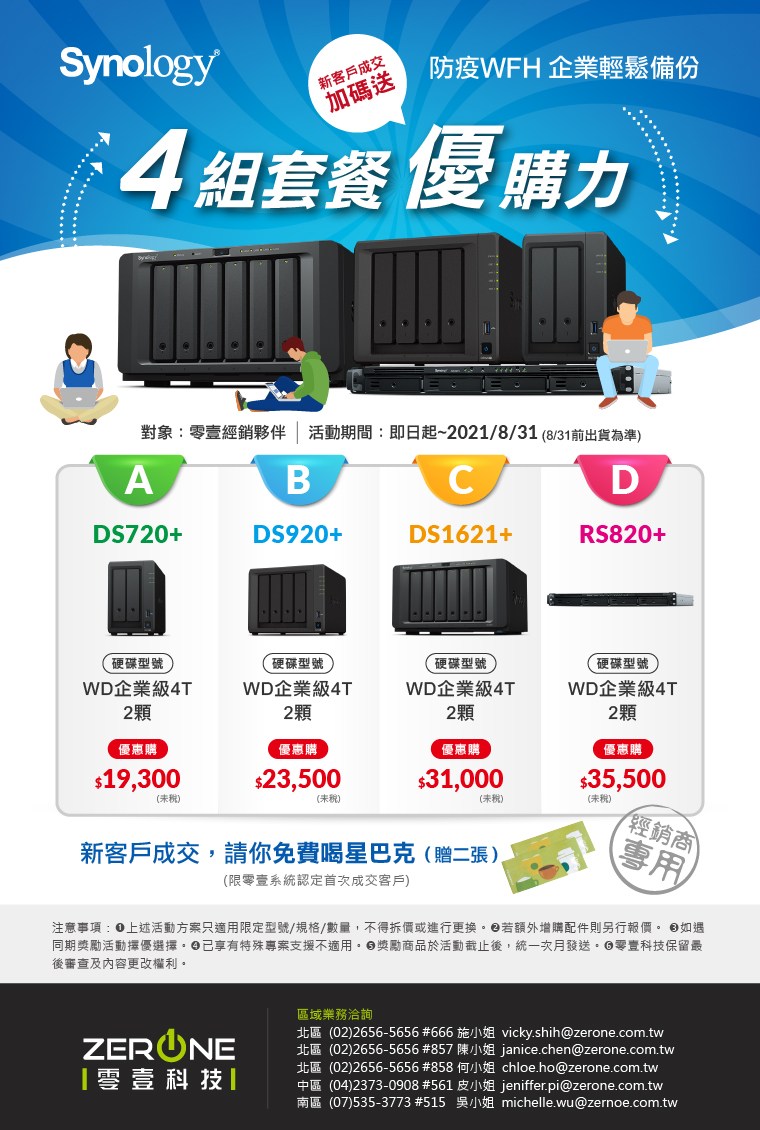 Synology®
新客戶成交
加碼送
防疫WFH 企業輕鬆備份
4組套餐優購力
Synology
對象：零壹經銷夥伴 │ 活動期間：即日起~2021/8/31 (8/31前出貨為準)
A B C D
DS720+ DS920+ DS1621+ RS820+
硬碟型號 硬碟型號 硬碟型號 硬碟型號
WD企業級4T WD企業級4T WD企業級4T WD企業級4T
2顆 2顆 2顆 2顆
優惠購 優惠購 優惠購 優惠購
$19,300 $23,500 $31,000 $35,500
(未稅) (未稅) (未稅) (未稅)
經銷商
專用
新客戶成交，請你免費喝星巴克（贈二張）
(限零壹系統認定首次成交客戶)
注意事項：❶上述活動方案只適用限定型號/規格/數量，不得拆價或進行更換。❷若額外增購配件則另行報價。 ❸如遇
同期獎勵活動擇優選擇。❹已享有特殊專案支援不適用。❺獎勵商品於活動截止後，統一次月發送。❻零壹科技保留最
後審查及內容更改權利。
ZERONE
零壹科技
區域業務洽詢
北區 (02)2656-5656 #666 施小姐 vicky.shih@zerone.com.tw
北區 (02)2656-5656 #857 陳小姐 janice.chen@zerone.com.tw
北區 (02)2656-5656 #858 何小姐 chloe.ho@zerone.com.tw
中區 (04)2373-0908 #561 皮小姐 jeniffer.pi@zerone.com.tw
南區 (07)535-3773 #515 吳小姐 michelle.wu@zernoe.com.tw